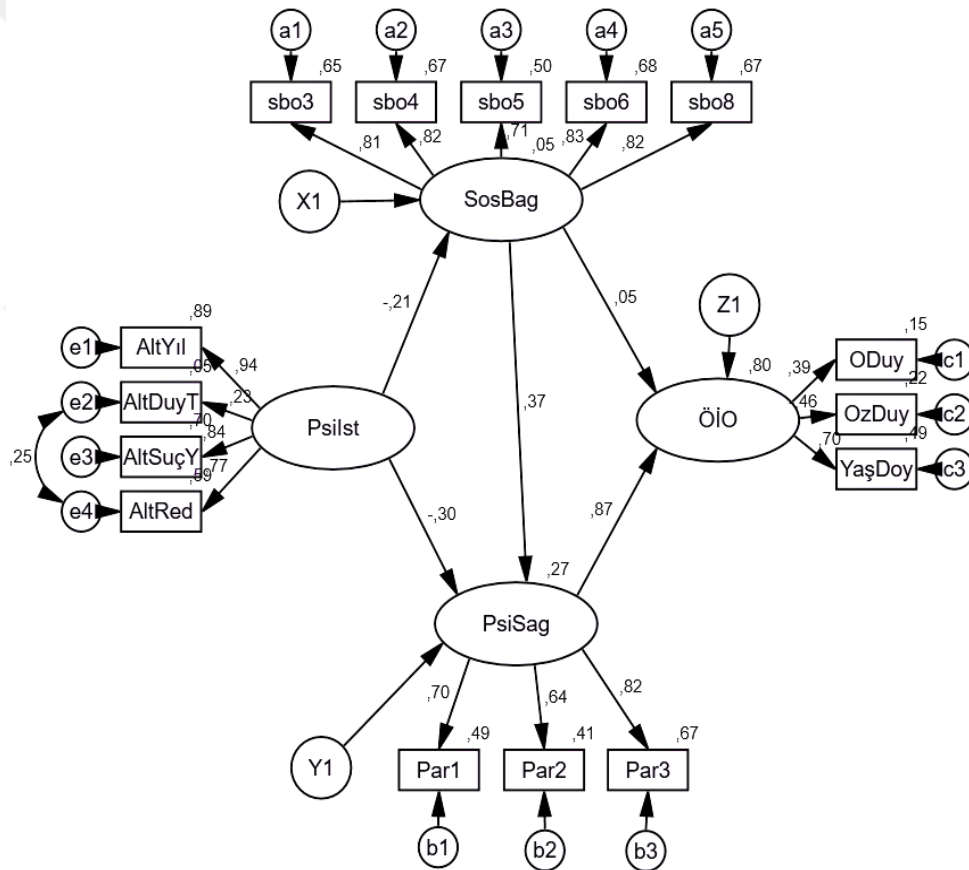 a1 a2 a3 a4 a5
,65 ,67 ,50 ,68 ,67
sbo3 sbo4 sbo5 sbo6 sbo8
,81 ,82 ,71 ,05 ,83 ,82
X1 SosBag
-,21 ,05
Z1
,89 ,15
e1 AltYıl ,94 ,80 ,39 ODuy c1
,05 ,22
e2 AltDuyT ,23 ,37 ÖİO ,46 OzDuy c2
,70 ,84 PsiIst ,70 ,49
,25 e3 AltSuçY ,77 YaşDoy c3
,59
e4 AltRed
-,30 ,87
,27
PsiSag
,70 ,64 ,82
Y1 ,49 ,41 ,67
Par1 Par2 Par3
b1 b2 b3